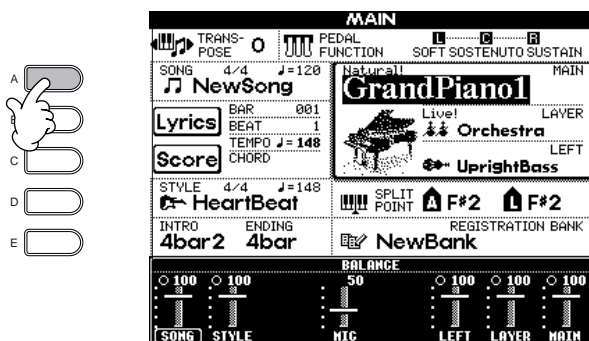 MAIN
TRANS-
POSE 0
PEDAL
FUNCTION
L C R
SOFT SOSTENUTO SUSTAIN
SONG 4/4 ♩=120
NewSong
Lyrics
BAR 001
BEAT 1
TEMPO ♩=148
Score
CHORD
Natural! MAIN
GrandPiano1
Live! LAYER
Orchestra
LEFT
UprightBass
STYLE 4/4 ♩=148
HeartBeat
SPLIT
POINT A F#2 L F#2
INTRO ENDING
4bar2 4bar
REGISTRATION BANK
NewBank
BALANCE
100 100 50 100 100 100
SONG STYLE MIC LEFT LAYER MAIN
A
C
D
E